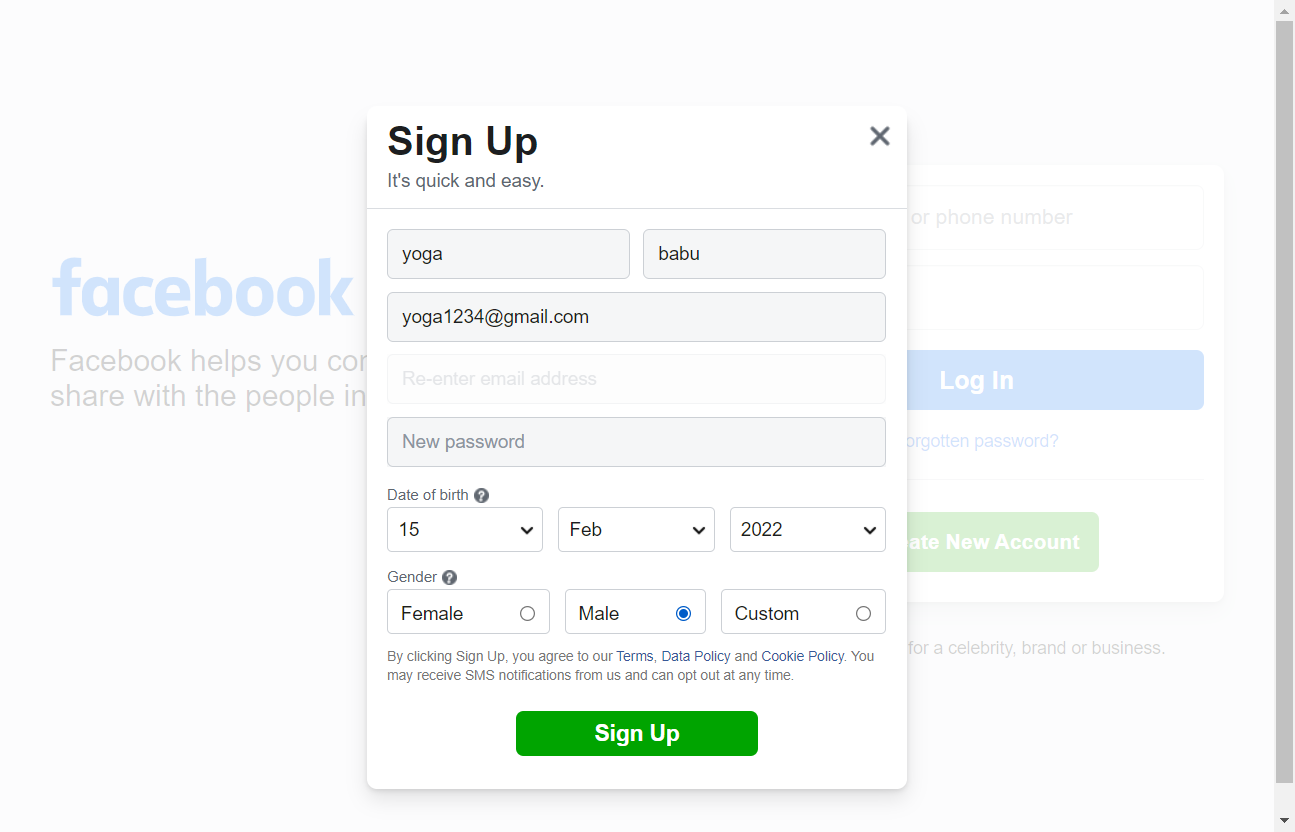 Sign Up
It's quick and easy.
yoga babu
yoga1234@gmail.com
Re-enter email address
New password
Date of birth ?
15 Feb 2022
Gender ?
Female Male Custom
By clicking Sign Up, you agree to our Terms, Data Policy and Cookie Policy. You
may receive SMS notifications from us and can opt out at any time.
Sign Up
facebook
Facebook helps you
share with the people in
or phone number
Log In
password?
New Account
for a celebrity, brand or business.